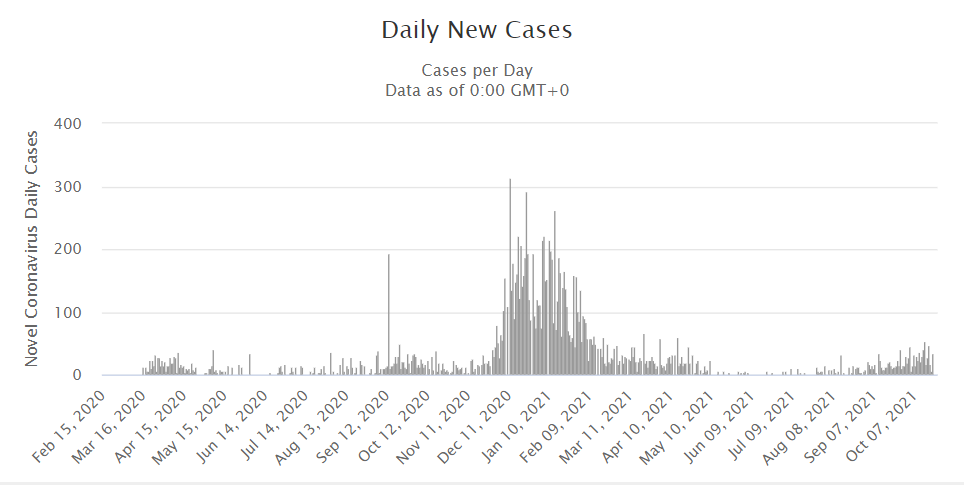 Daily New Cases
Cases per Day
Data as of 0:00 GMT+0
Novel Coronavirus Daily Cases
400
300
200
100
0
Feb 15, 2020
Mar 16, 2020
Apr 15, 2020
May 15, 2020
Jun 14, 2020
Jul 14, 2020
Aug 13, 2020
Sep 12, 2020
Oct 12, 2020
Nov 11, 2020
Dec 11, 2020
Jan 10, 2021
Feb 09, 2021
Mar 11, 2021
Apr 10, 2021
May 10, 2021
Jun 09, 2021
Jul 09, 2021
Aug 08, 2021
Sep 07, 2021
Oct 07, 2021